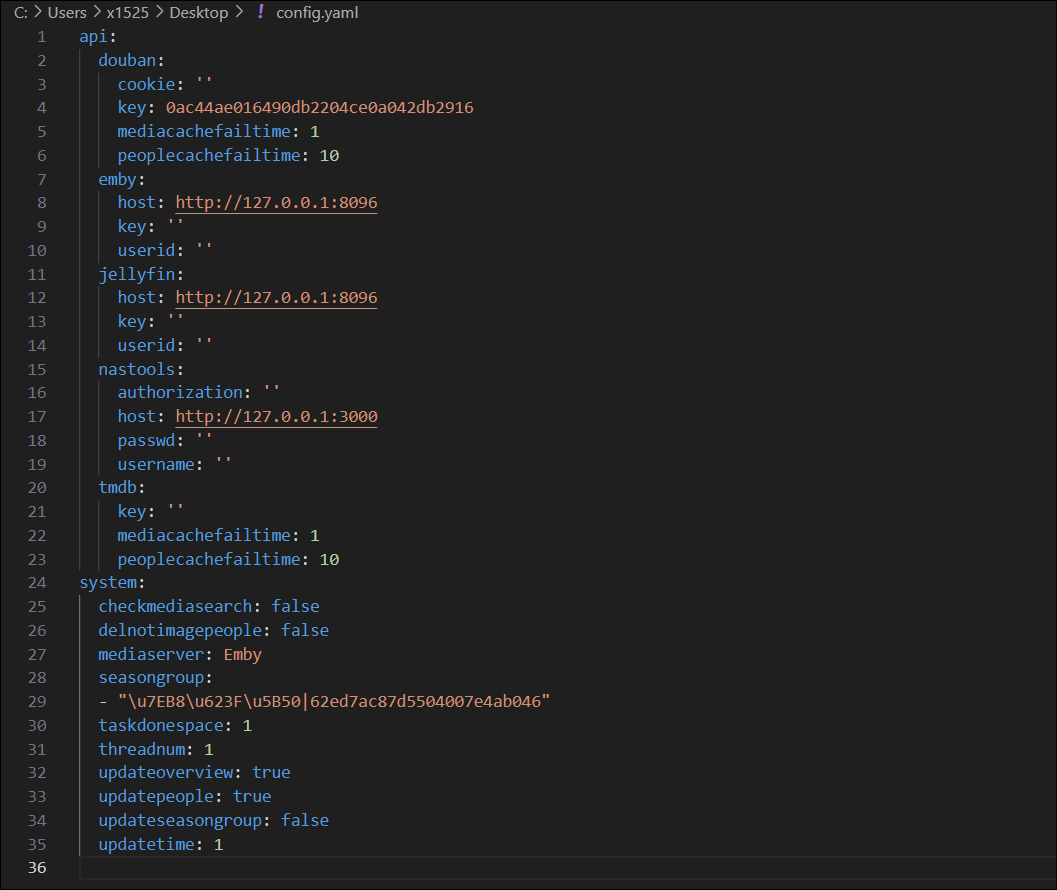 C: > Users > x1525 > Desktop > ! config.yaml
1 api:
2 douban:
3 cookie: ''
4 key: 0ac44ae016490db2204ce0a042db2916
5 mediacachefailtime: 1
6 peoplecachefailtime: 10
7 emby:
8 host: http://127.0.0.1:8096
9 key: ''
10 userid: ''
11 jellyfin:
12 host: http://127.0.0.1:8096
13 key: ''
14 userid: ''
15 nastools:
16 authorization: ''
17 host: http://127.0.0.1:3000
18 passwd: ''
19 username: ''
20 tmdb:
21 key: ''
22 mediacachefailtime: 1
23 peoplecachefailtime: 10
24 system:
25 checkmediasearch: false
26 delnotimagepeople: false
27 mediaserver: Emby
28 seasongroup:
29 - "\u7EB8\u623F\u5B50|62ed7ac87d5504007e4ab046"
30 taskdonespace: 1
31 threadnum: 1
32 updateoverview: true
33 updatepeople: true
34 updateseasongroup: false
35 updatetime: 1
36